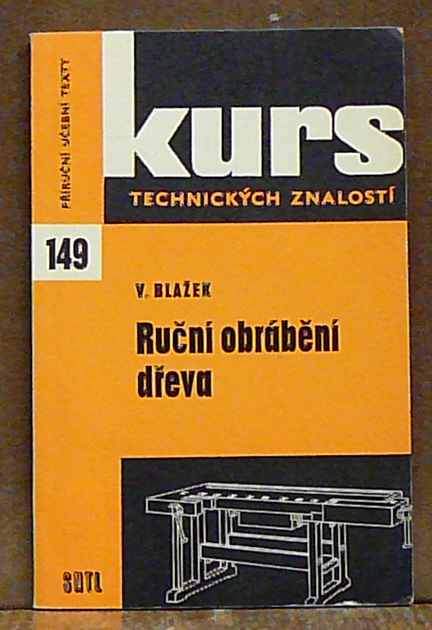 PŘÍRUČNÍ UČEBNÍ TEXTY
kurs
TECHNICKÝCH ZNALOSTÍ
149
V. BLAŽEK
Ruční obrábění
dřeva
SNTL